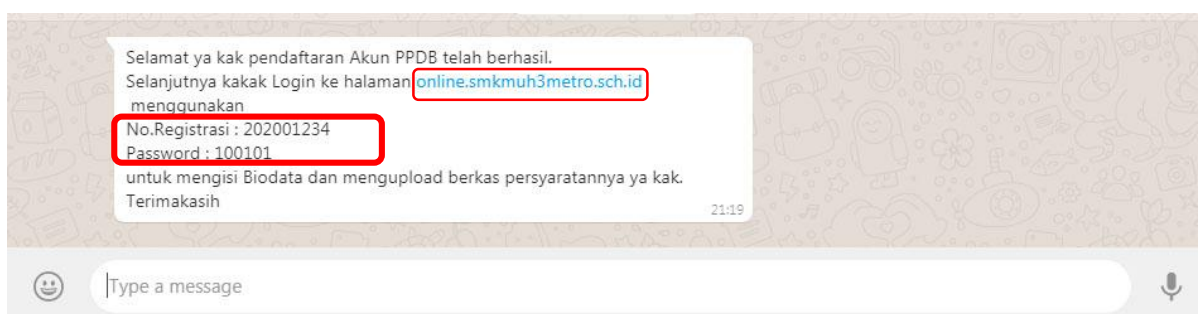 Selamat ya kak pendaftaran Akun PPDB telah berhasil.
Selanjutnya kakak Login ke halaman online.smkmuh3metro.sch.id
menggunakan
No.Registrasi : 202001234
Password : 100101
untuk mengisi Biodata dan mengupload berkas persyaratannya ya kak.
Terimakasih
21:19
Type a message